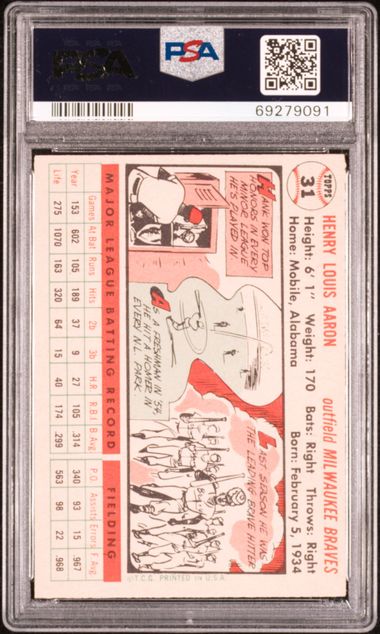 PSA
PSA
69279091
TOPPS
31
HENRY LOUIS AARON outfield MILWAUKEE BRAVES
Height: 6' 1" Weight: 170 Bats: Right Throws: Right
Home: Mobile, Alabama Born: February 5, 1934
HANK WON TOP
HONORS IN EVERY
MINOR LEAGUE
HE'S PLAYED IN
AS A FRESHMAN IN '54,
HE HIT A HOMER IN
EVERY N.L. PARK
LAST SEASON HE WAS
THE LEADING BRAVE HITTER
MAJOR LEAGUE BATTING RECORD FIELDING
Games At Bat Runs Hits 2b 3b H.R. R.B.I. B. Avg. P.O. Assists Errors F. Avg.
Year 153 602 105 189 37 9 27 105 .314 340 93 15 .967
Life 275 1070 163 320 64 15 40 174 .299 563 98 22 .968
©T.C.G. PRINTED IN U.S.A.